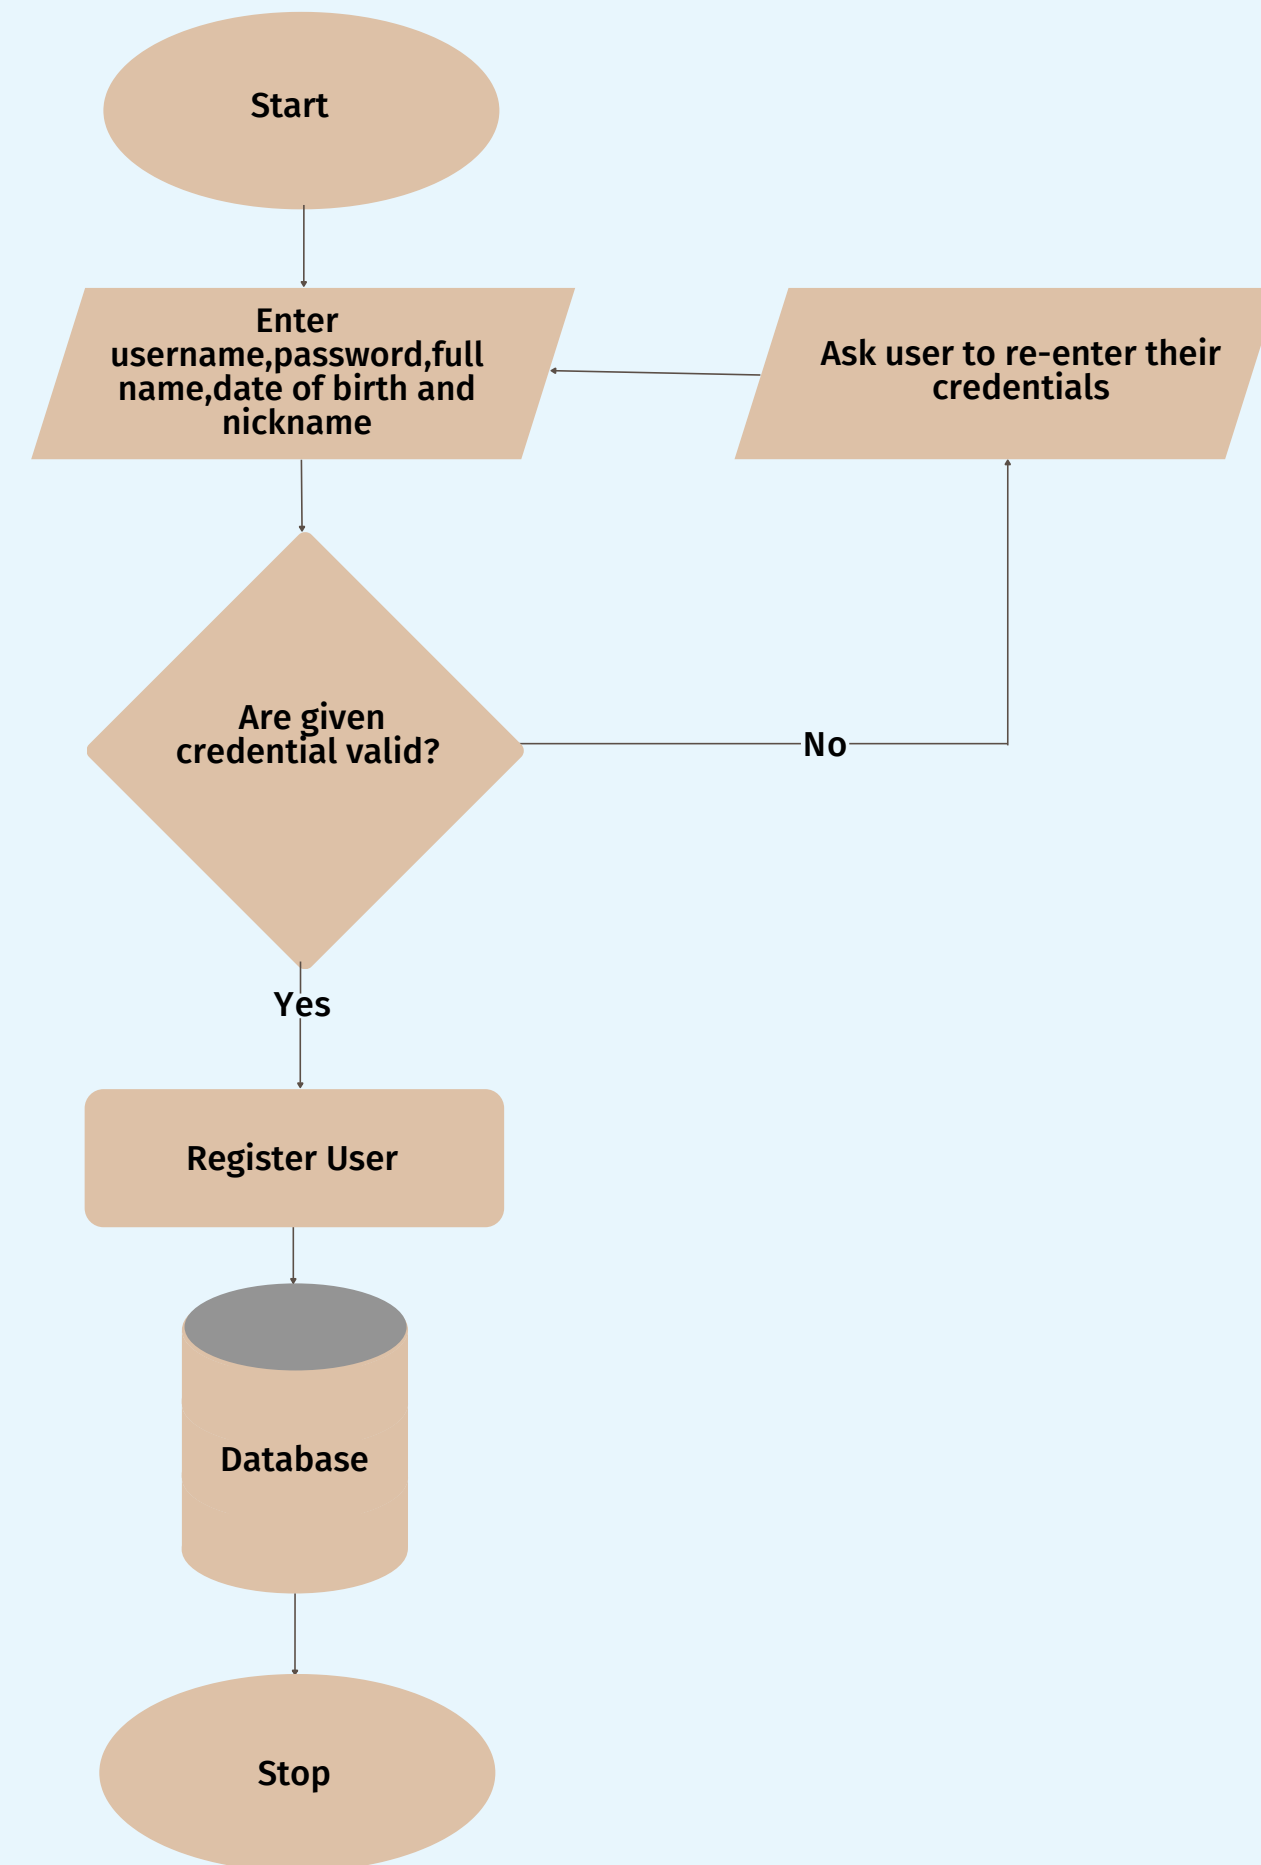 Start
Enter
username,password,full
name,date of birth and
nickname
Ask user to re-enter their
credentials
Are given
credential valid?
No
Yes
Register User
Database
Stop